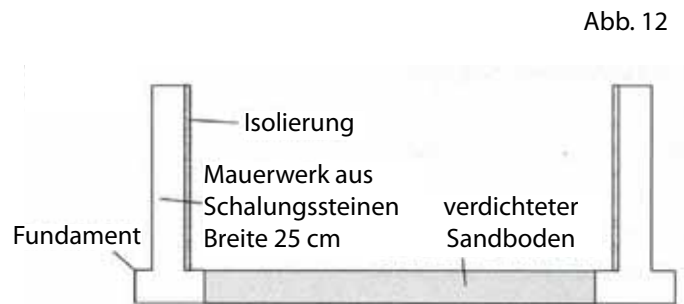 Abb. 12
Isolierung
Mauerwerk aus
Schalungssteinen
Breite 25 cm
verdichteter
Sandboden
Fundament